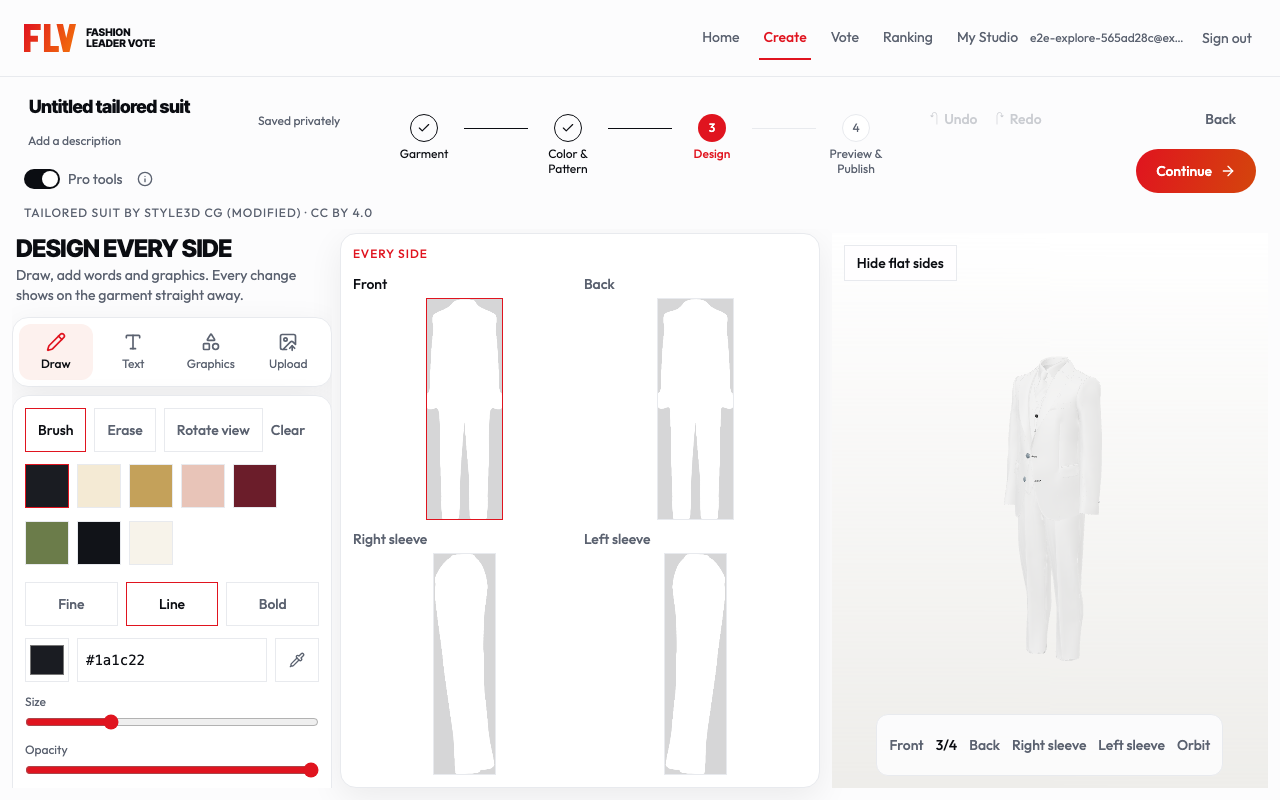 FLV FASHION
LEADER VOTE
Home Create Vote Ranking My Studio e2e-explore-565ad28c@ex... Sign out
Untitled tailored suit
Add a description
Saved privately
Garment
Color &
Pattern
3
Design
4
Preview &
Publish
Undo Redo
Back
Continue
Pro tools
TAILORED SUIT BY STYLE3D CG (MODIFIED) · CC BY 4.0
DESIGN EVERY SIDE
Draw, add words and graphics. Every change
shows on the garment straight away.
Draw Text Graphics Upload
Brush Erase Rotate view Clear
Fine Line Bold
#1a1c22
Size
Opacity
EVERY SIDE
Front Back
Right sleeve Left sleeve
Hide flat sides
Front 3/4 Back Right sleeve Left sleeve Orbit